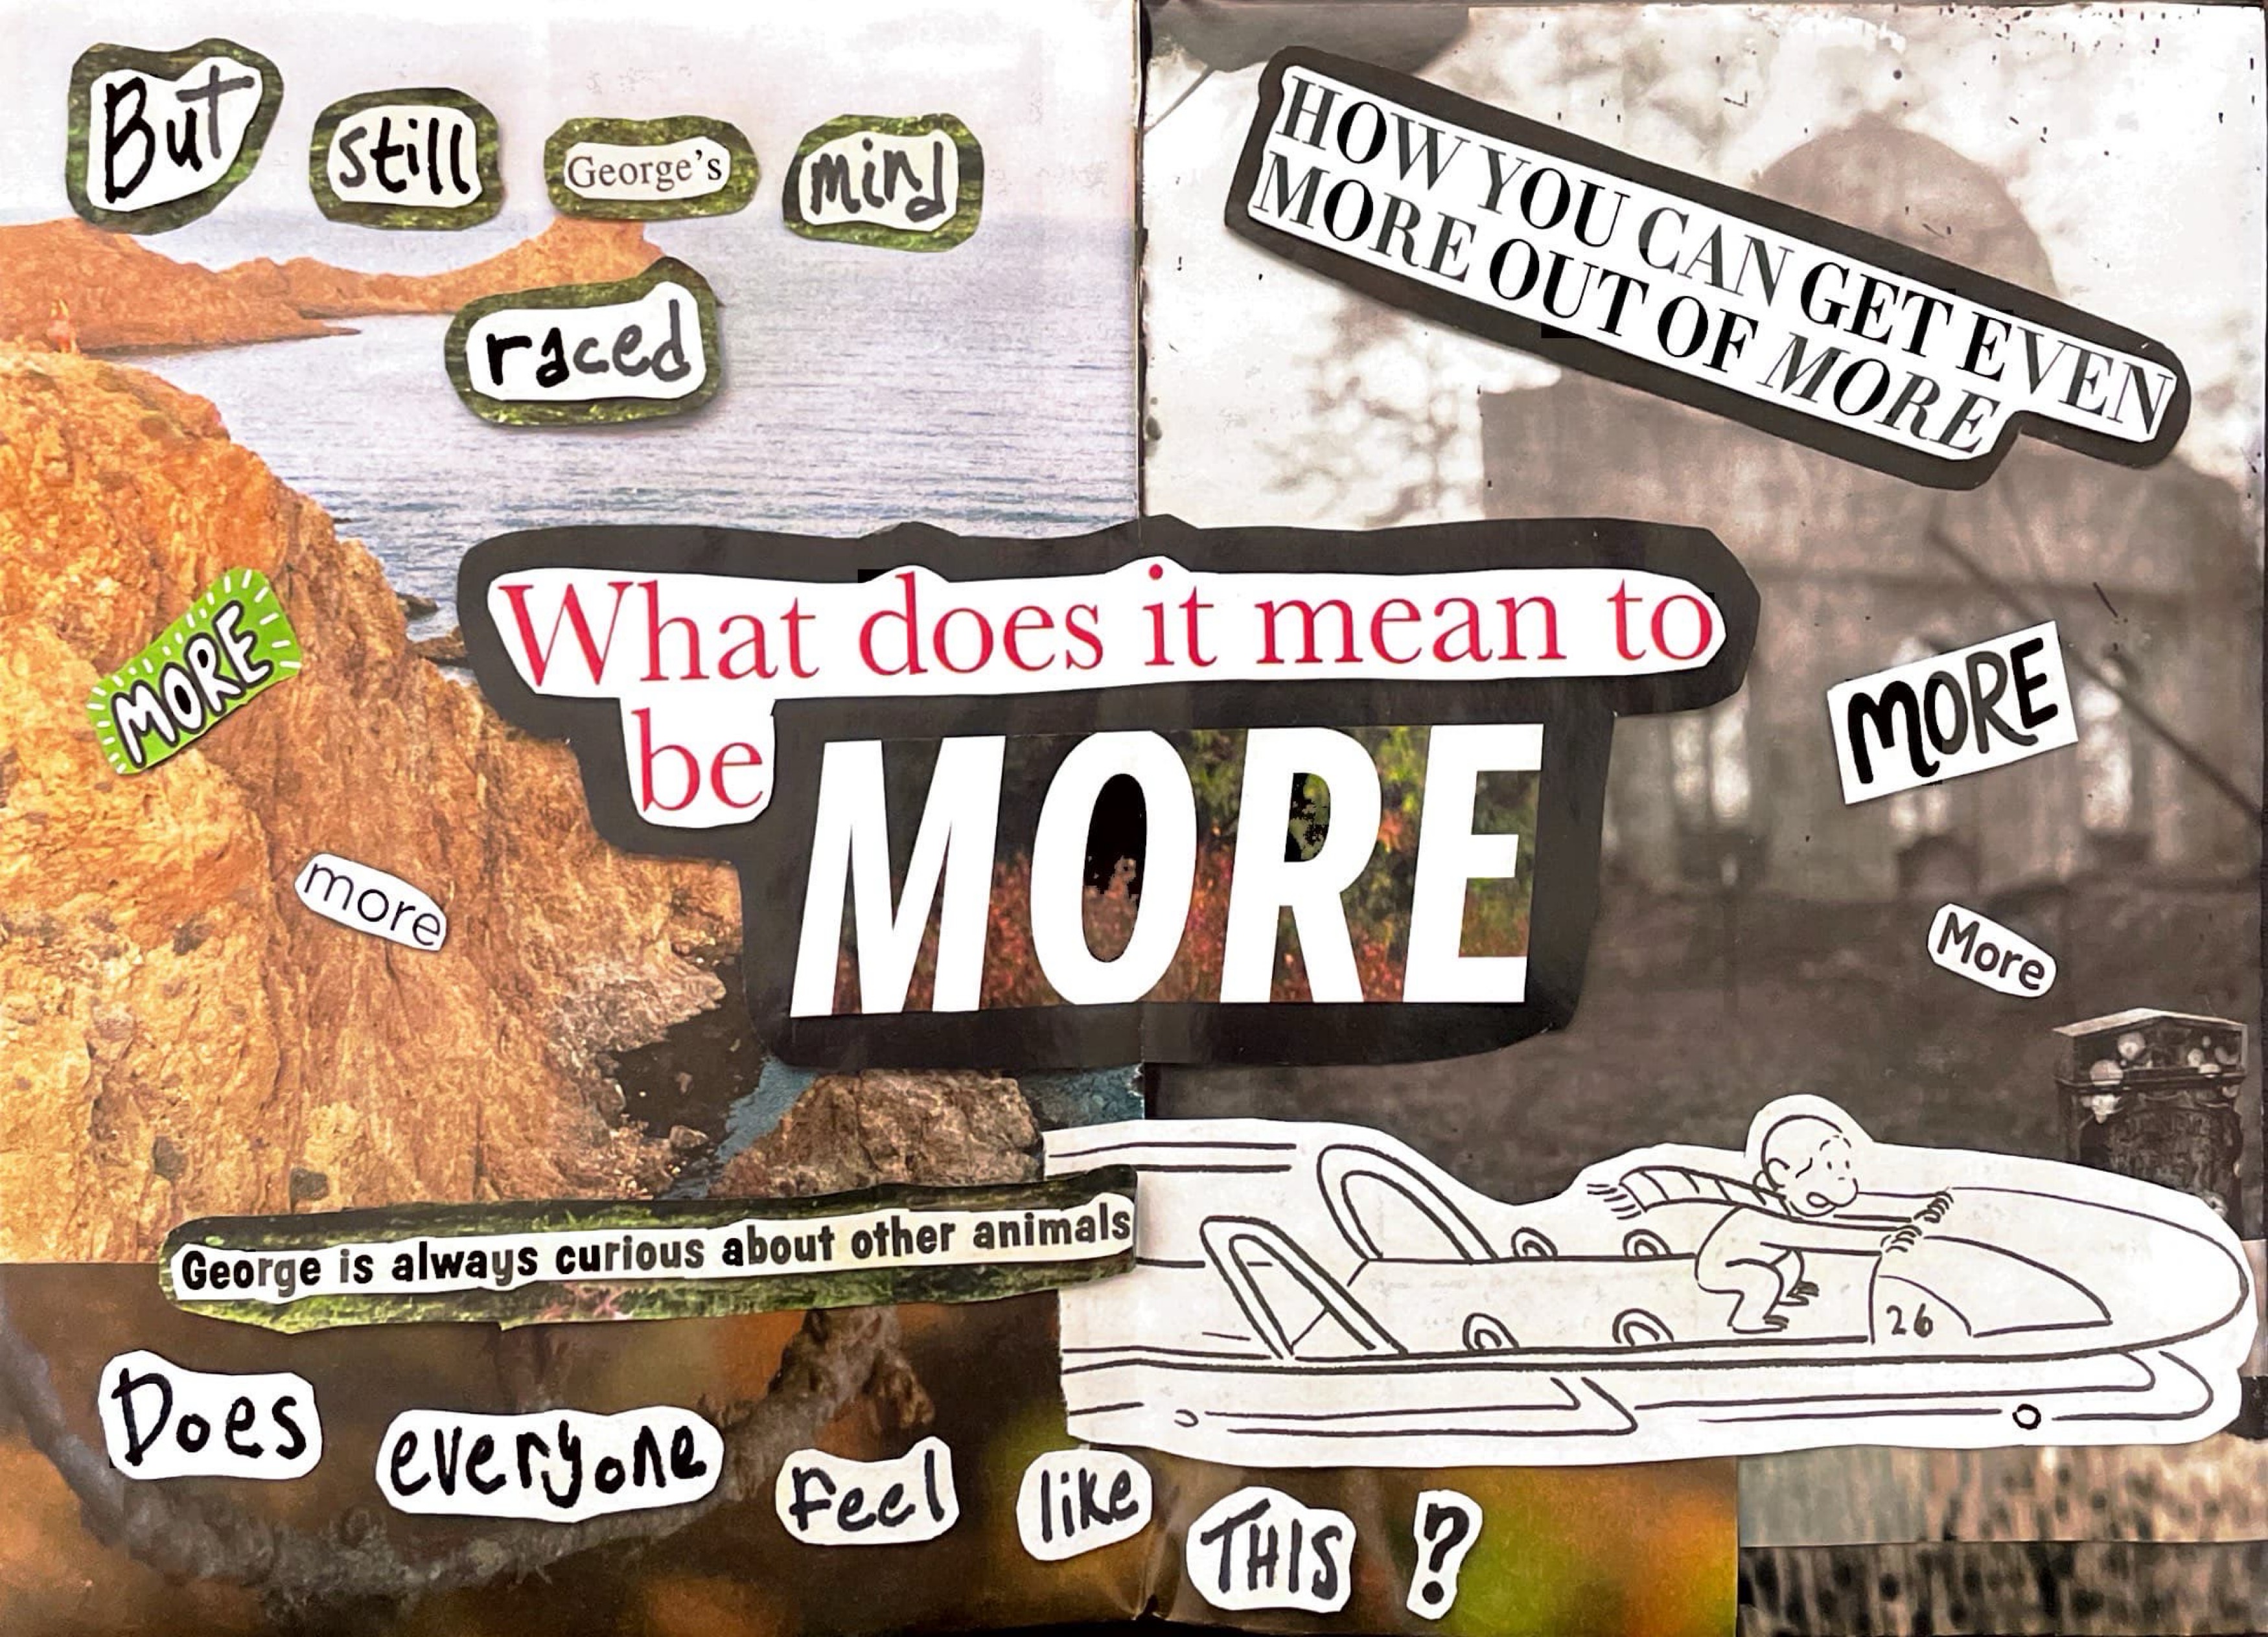 But still George's mind
raced
HOW YOU CAN GET EVEN
MORE OUT OF MORE
What does it mean to
be MORE
MORE
more
MORE
More
George is always curious about other animals
26
Does everyone feel like THIS ?